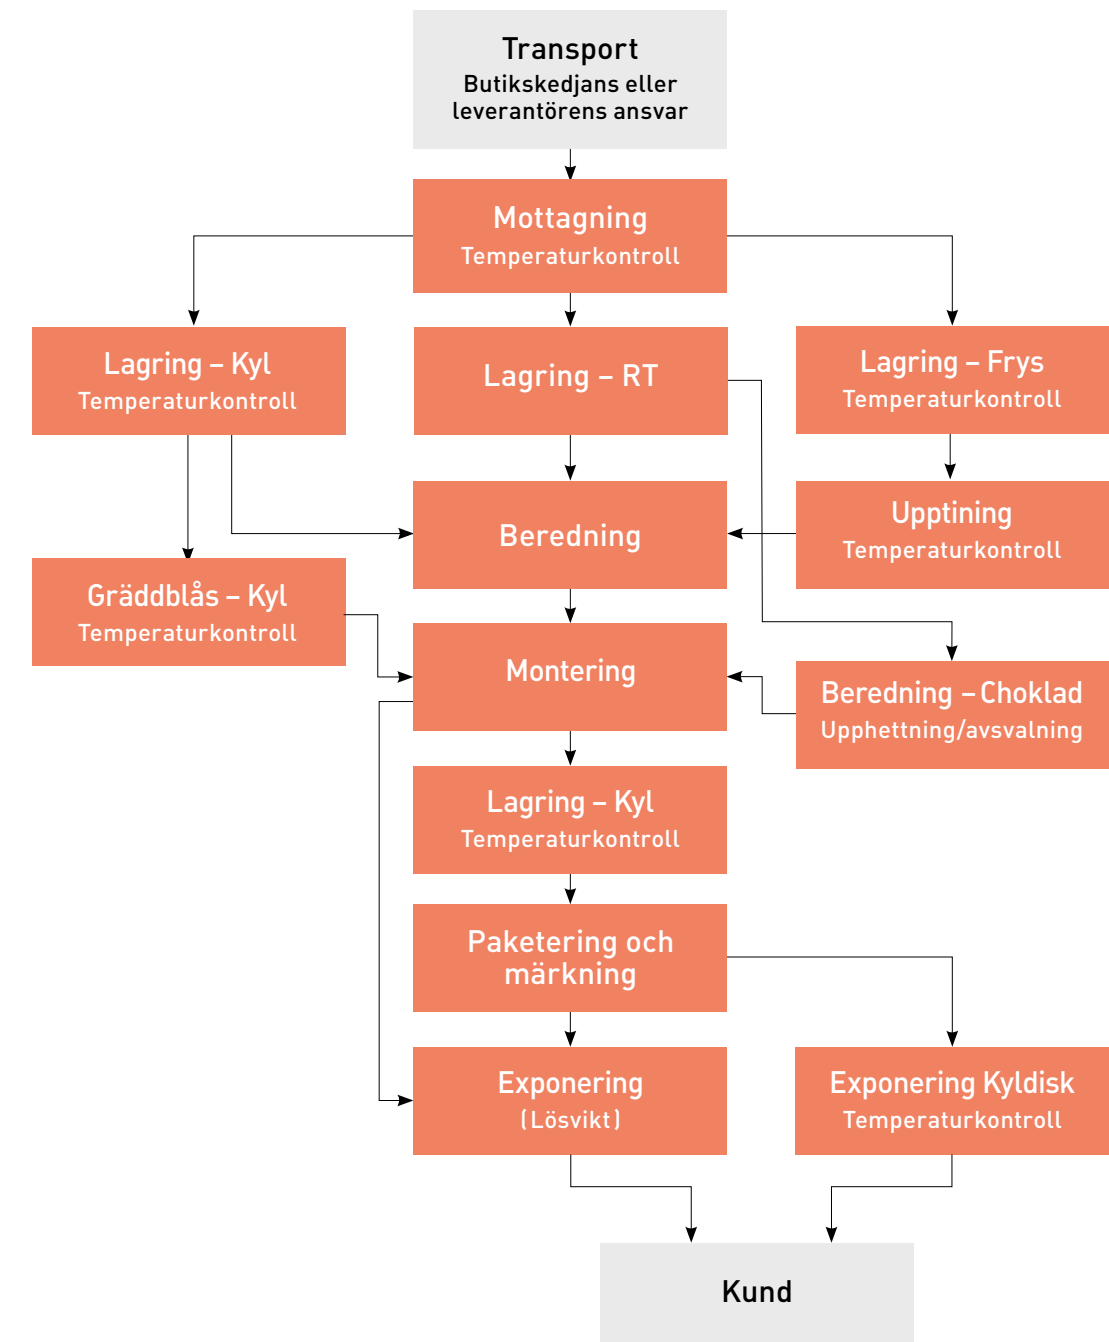 Transport
Butikskedjans eller
leverantörens ansvar
Mottagning
Temperaturkontroll
Lagring – Kyl
Temperaturkontroll
Lagring – RT
Lagring – Frys
Temperaturkontroll
Beredning
Upptining
Temperaturkontroll
Gräddblås – Kyl
Temperaturkontroll
Montering
Beredning – Choklad
Upphettning/avsvalning
Lagring – Kyl
Temperaturkontroll
Paketering och
märkning
Exponering
(Lösvikt)
Exponering Kyldisk
Temperaturkontroll
Kund